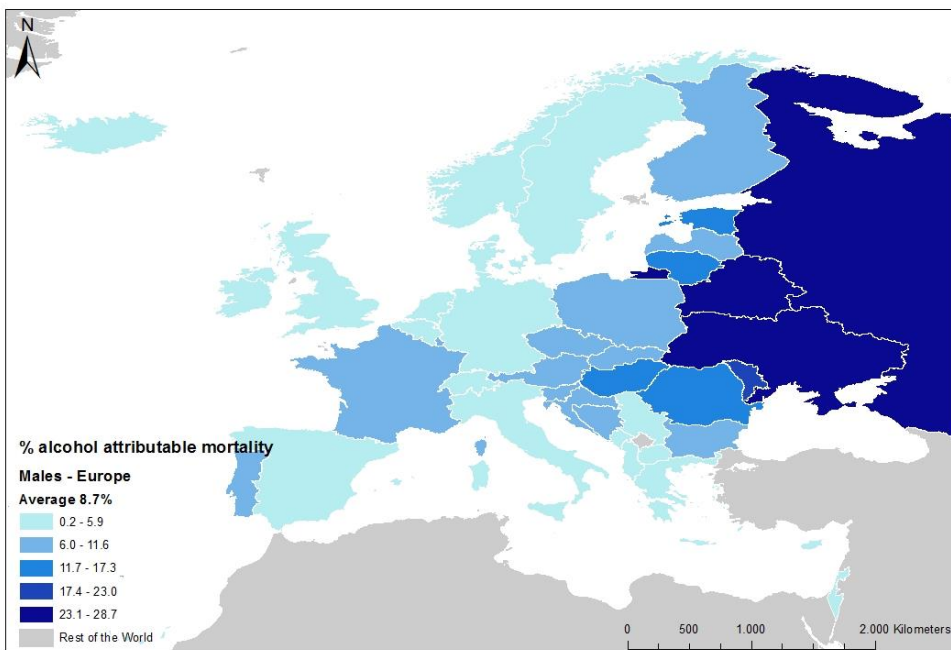 N
% alcohol attributable mortality
Males - Europe
Average 8.7%
0.2 - 5.9
6.0 - 11.6
11.7 - 17.3
17.4 - 23.0
23.1 - 28.7
Rest of the World
0 500 1.000 2.000 Kilometers